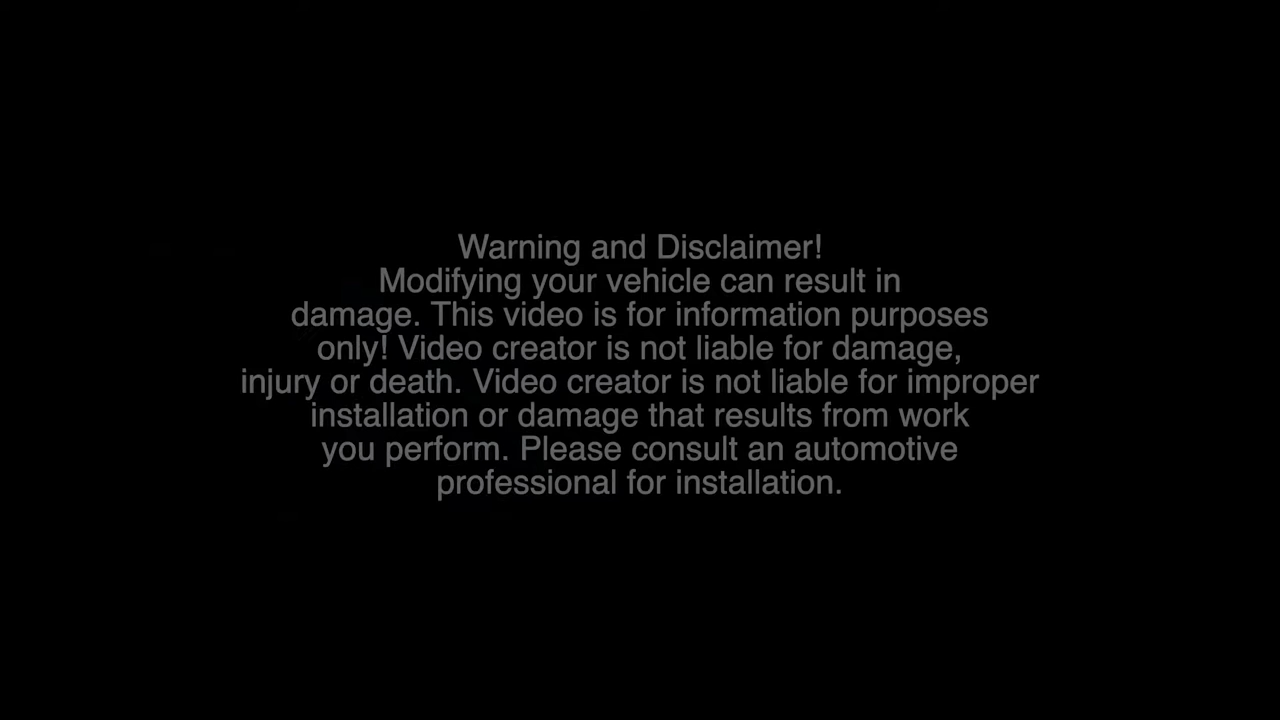 Warning and Disclaimer!
Modifying your vehicle can result in
damage. This video is for information purposes
only! Video creator is not liable for damage,
injury or death. Video creator is not liable for improper
installation or damage that results from work
you perform. Please consult an automotive
professional for installation.